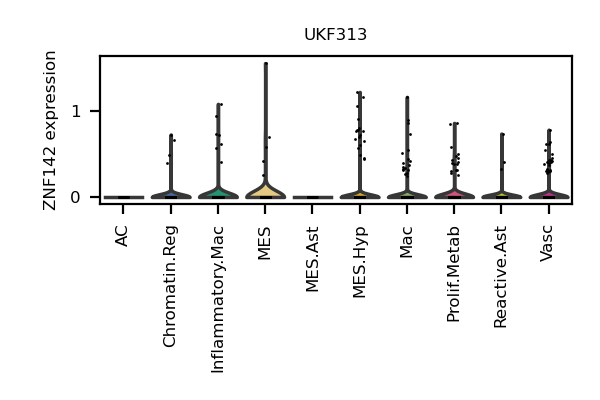 UKF313
ZNF142 expression
1
0
AC
Chromatin.Reg
Inflammatory.Mac
MES
MES.Ast
MES.Hyp
Mac
Prolif.Metab
Reactive.Ast
Vasc